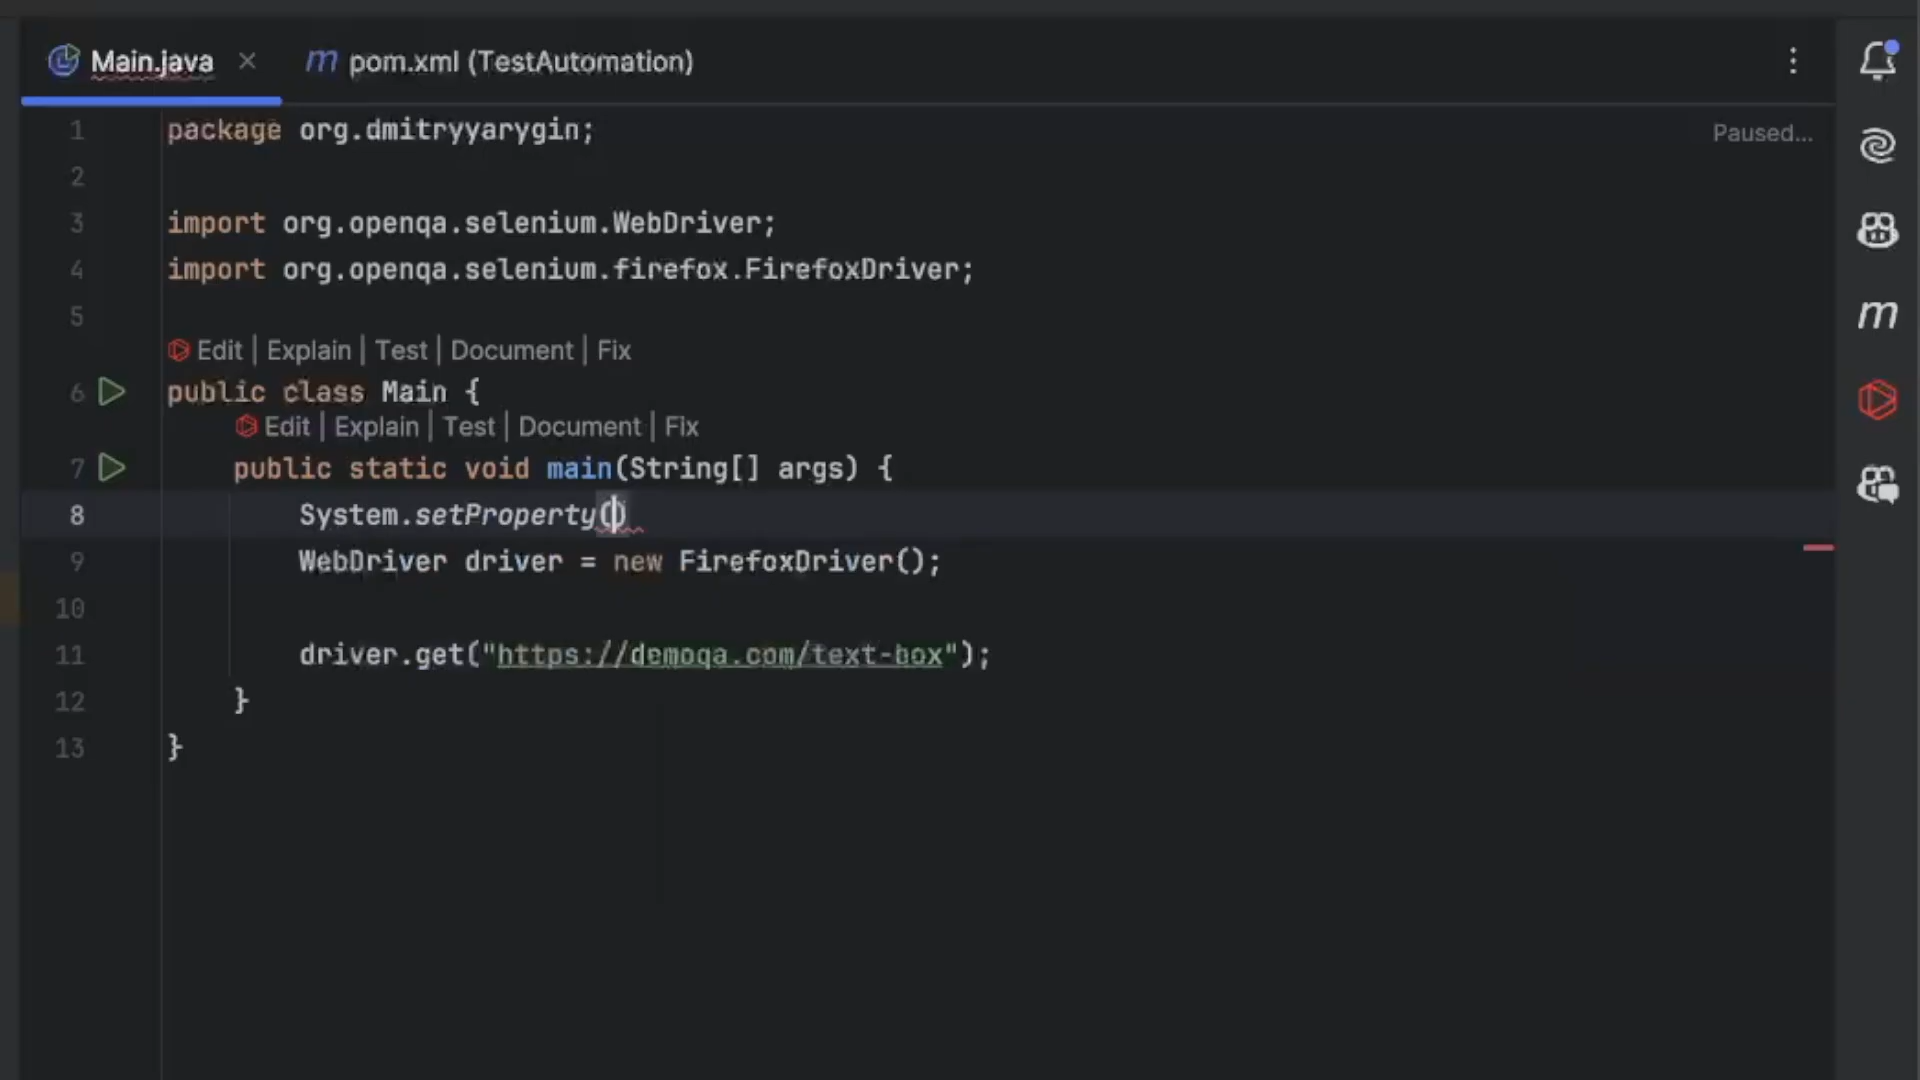 Main.java
m pom.xml (TestAutomation)
1 package org.dmitryyarygin;
Paused...
2
3 import org.openqa.selenium.WebDriver;
4 import org.openqa.selenium.firefox.FirefoxDriver;
5
Edit | Explain | Test | Document | Fix
6 public class Main {
Edit | Explain | Test | Document | Fix
7 public static void main(String[] args) {
8 System.setProperty()
9 WebDriver driver = new FirefoxDriver();
10
11 driver.get("https://demoqa.com/text-box");
12 }
13 }
m